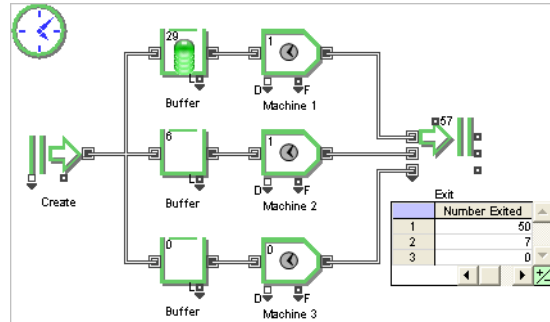 29
1
L
D F
Buffer
Machine 1
57
6
1
L
D F
Create
Buffer
Machine 2
Exit
Number Exited
1 50
2 7
3 0
0
0
L
D F
Buffer
Machine 3
+/-